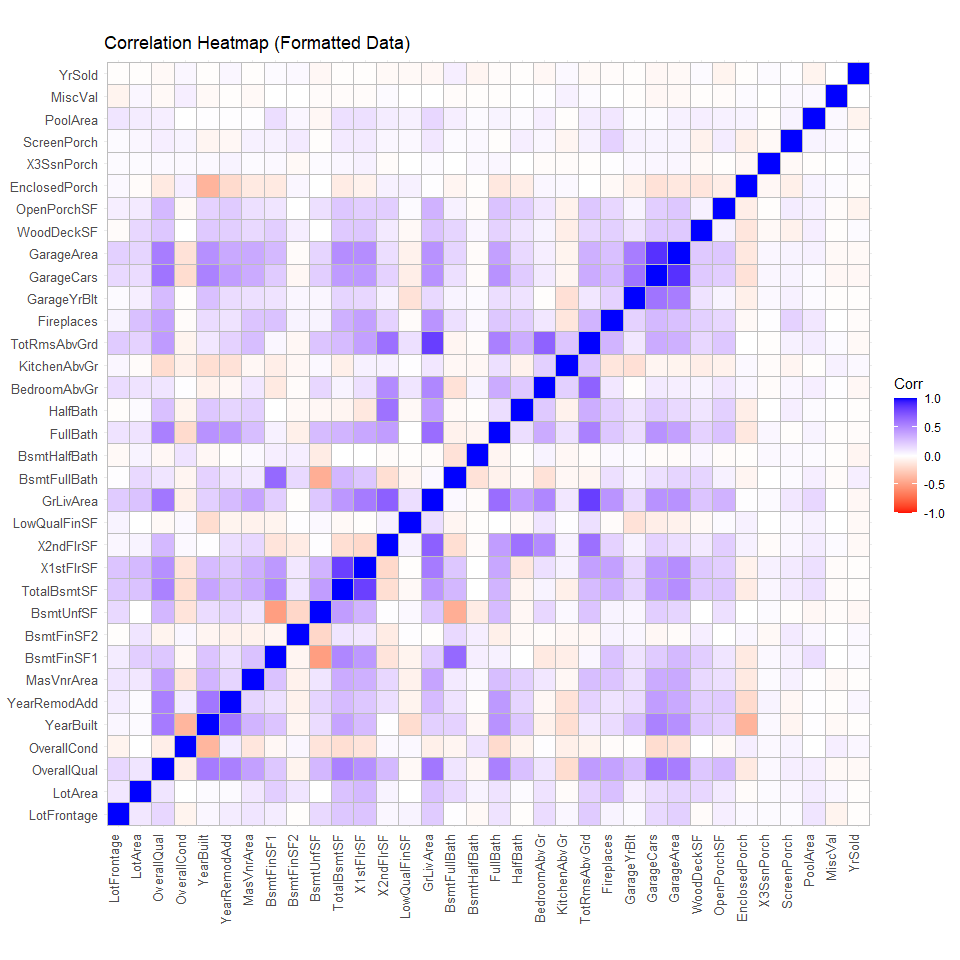 Correlation Heatmap (Formatted Data)
YrSold
MiscVal
PoolArea
ScreenPorch
X3SsnPorch
EnclosedPorch
OpenPorchSF
WoodDeckSF
GarageArea
GarageCars
GarageYrBlt
Fireplaces
TotRmsAbvGrd
KitchenAbvGr
BedroomAbvGr
HalfBath
FullBath
BsmtHalfBath
BsmtFullBath
GrLivArea
LowQualFinSF
X2ndFlrSF
X1stFlrSF
TotalBsmtSF
BsmtUnfSF
BsmtFinSF2
BsmtFinSF1
MasVnrArea
YearRemodAdd
YearBuilt
OverallCond
OverallQual
LotArea
LotFrontage
LotFrontage
LotArea
OverallQual
OverallCond
YearBuilt
YearRemodAdd
MasVnrArea
BsmtFinSF1
BsmtFinSF2
BsmtUnfSF
TotalBsmtSF
X1stFlrSF
X2ndFlrSF
LowQualFinSF
GrLivArea
BsmtFullBath
BsmtHalfBath
FullBath
HalfBath
BedroomAbvGr
KitchenAbvGr
TotRmsAbvGrd
Fireplaces
GarageYrBlt
GarageCars
GarageArea
WoodDeckSF
OpenPorchSF
EnclosedPorch
X3SsnPorch
ScreenPorch
PoolArea
MiscVal
YrSold
Corr
1.0
0.5
0.0
-0.5
-1.0